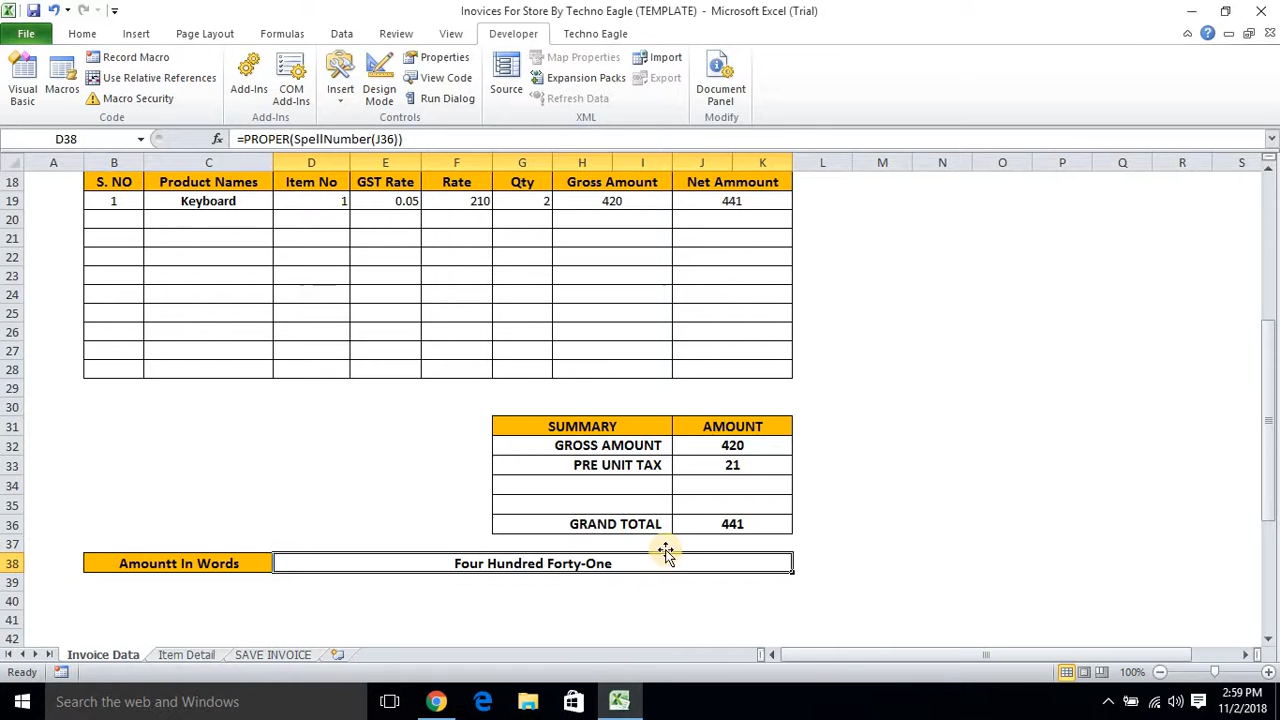 Inovices For Store By Techno Eagle (TEMPLATE) - Microsoft Excel (Trial)
File Home Insert Page Layout Formulas Data Review View Developer Techno Eagle
Visual Basic
Macros
Record Macro
Use Relative References
Macro Security
Code
Add-Ins
COM Add-Ins
Add-Ins
Insert
Design Mode
Properties
View Code
Run Dialog
Controls
Source
Map Properties
Expansion Packs
Refresh Data
Import
Export
XML
Document Panel
Modify
D38 fx =PROPER(SpellNumber(J36))
A B C D E F G H I J K L M N O P Q R S
18 S. NO Product Names Item No GST Rate Rate Qty Gross Amount Net Ammount
19 1 Keyboard 1 0.05 210 2 420 441
20
21
22
23
24
25
26
27
28
29
30
31 SUMMARY AMOUNT
32 GROSS AMOUNT 420
33 PRE UNIT TAX 21
34
35
36 GRAND TOTAL 441
37
38 Amountt In Words Four Hundred Forty-One
39
40
41
42
Invoice Data Item Detail SAVE INVOICE
Ready 100%
Search the web and Windows
2:59 PM
11/2/2018